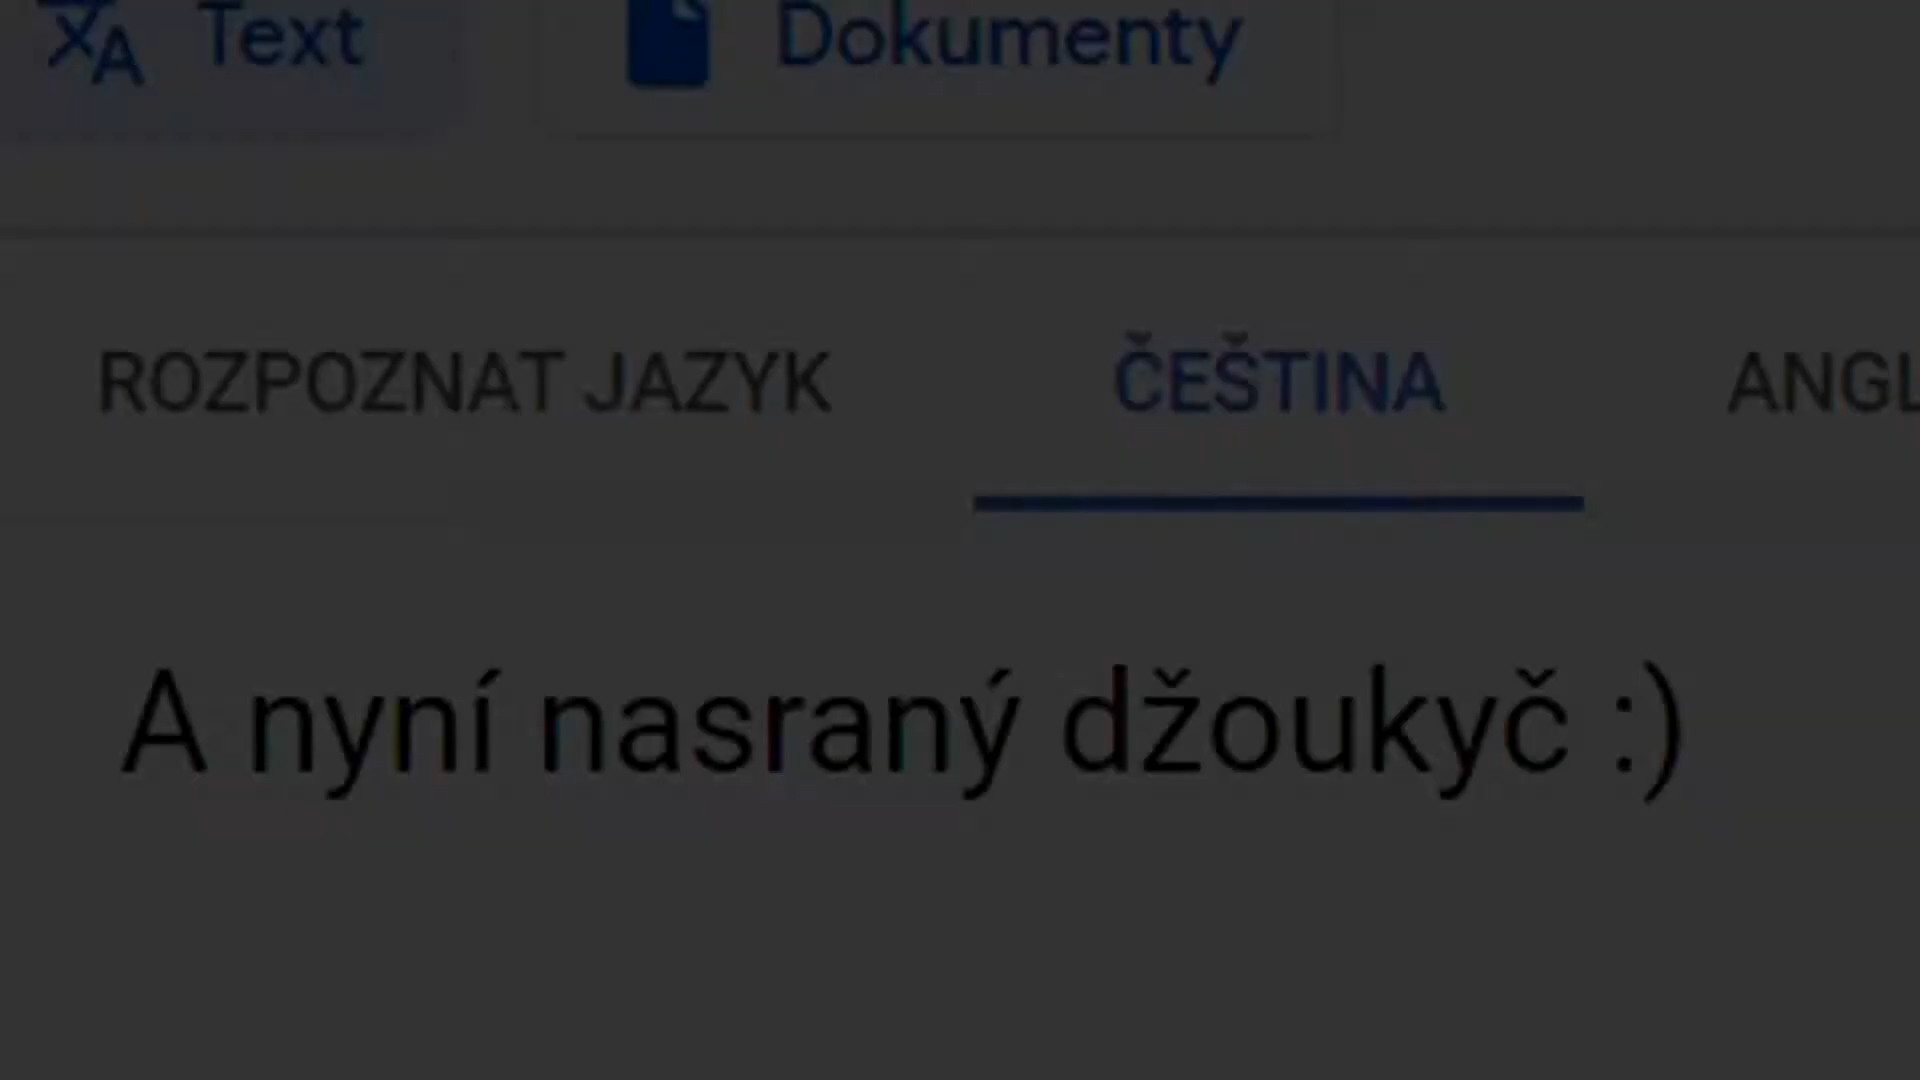 Text Dokumenty
ROZPOZNAT JAZYK ČEŠTINA ANGL
A nyní nasraný džoukyč :)